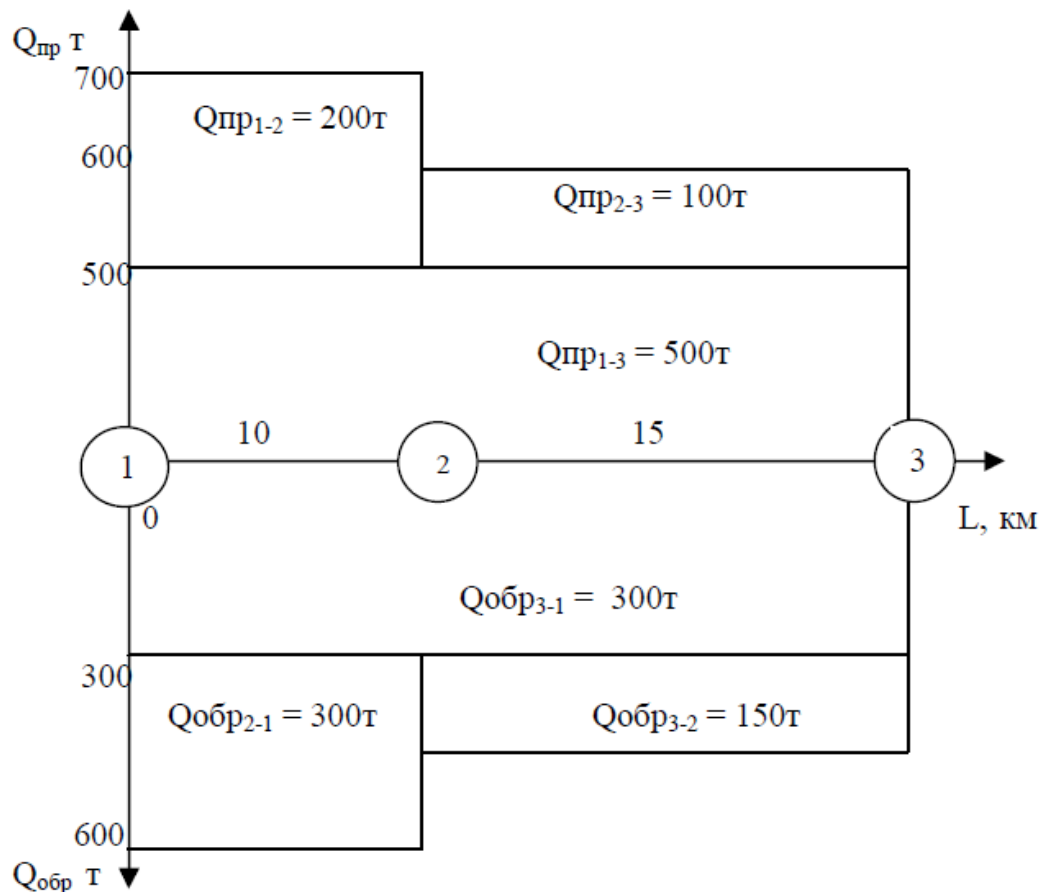 Qпр т
700
Qпр1-2 = 200т
600
Qпр2-3 = 100т
500
Qпр1-3 = 500т
10
15
1
2
3
0
L, км
Qобр3-1 = 300т
300
Qобр2-1 = 300т
Qобр3-2 = 150т
600
Qобр т